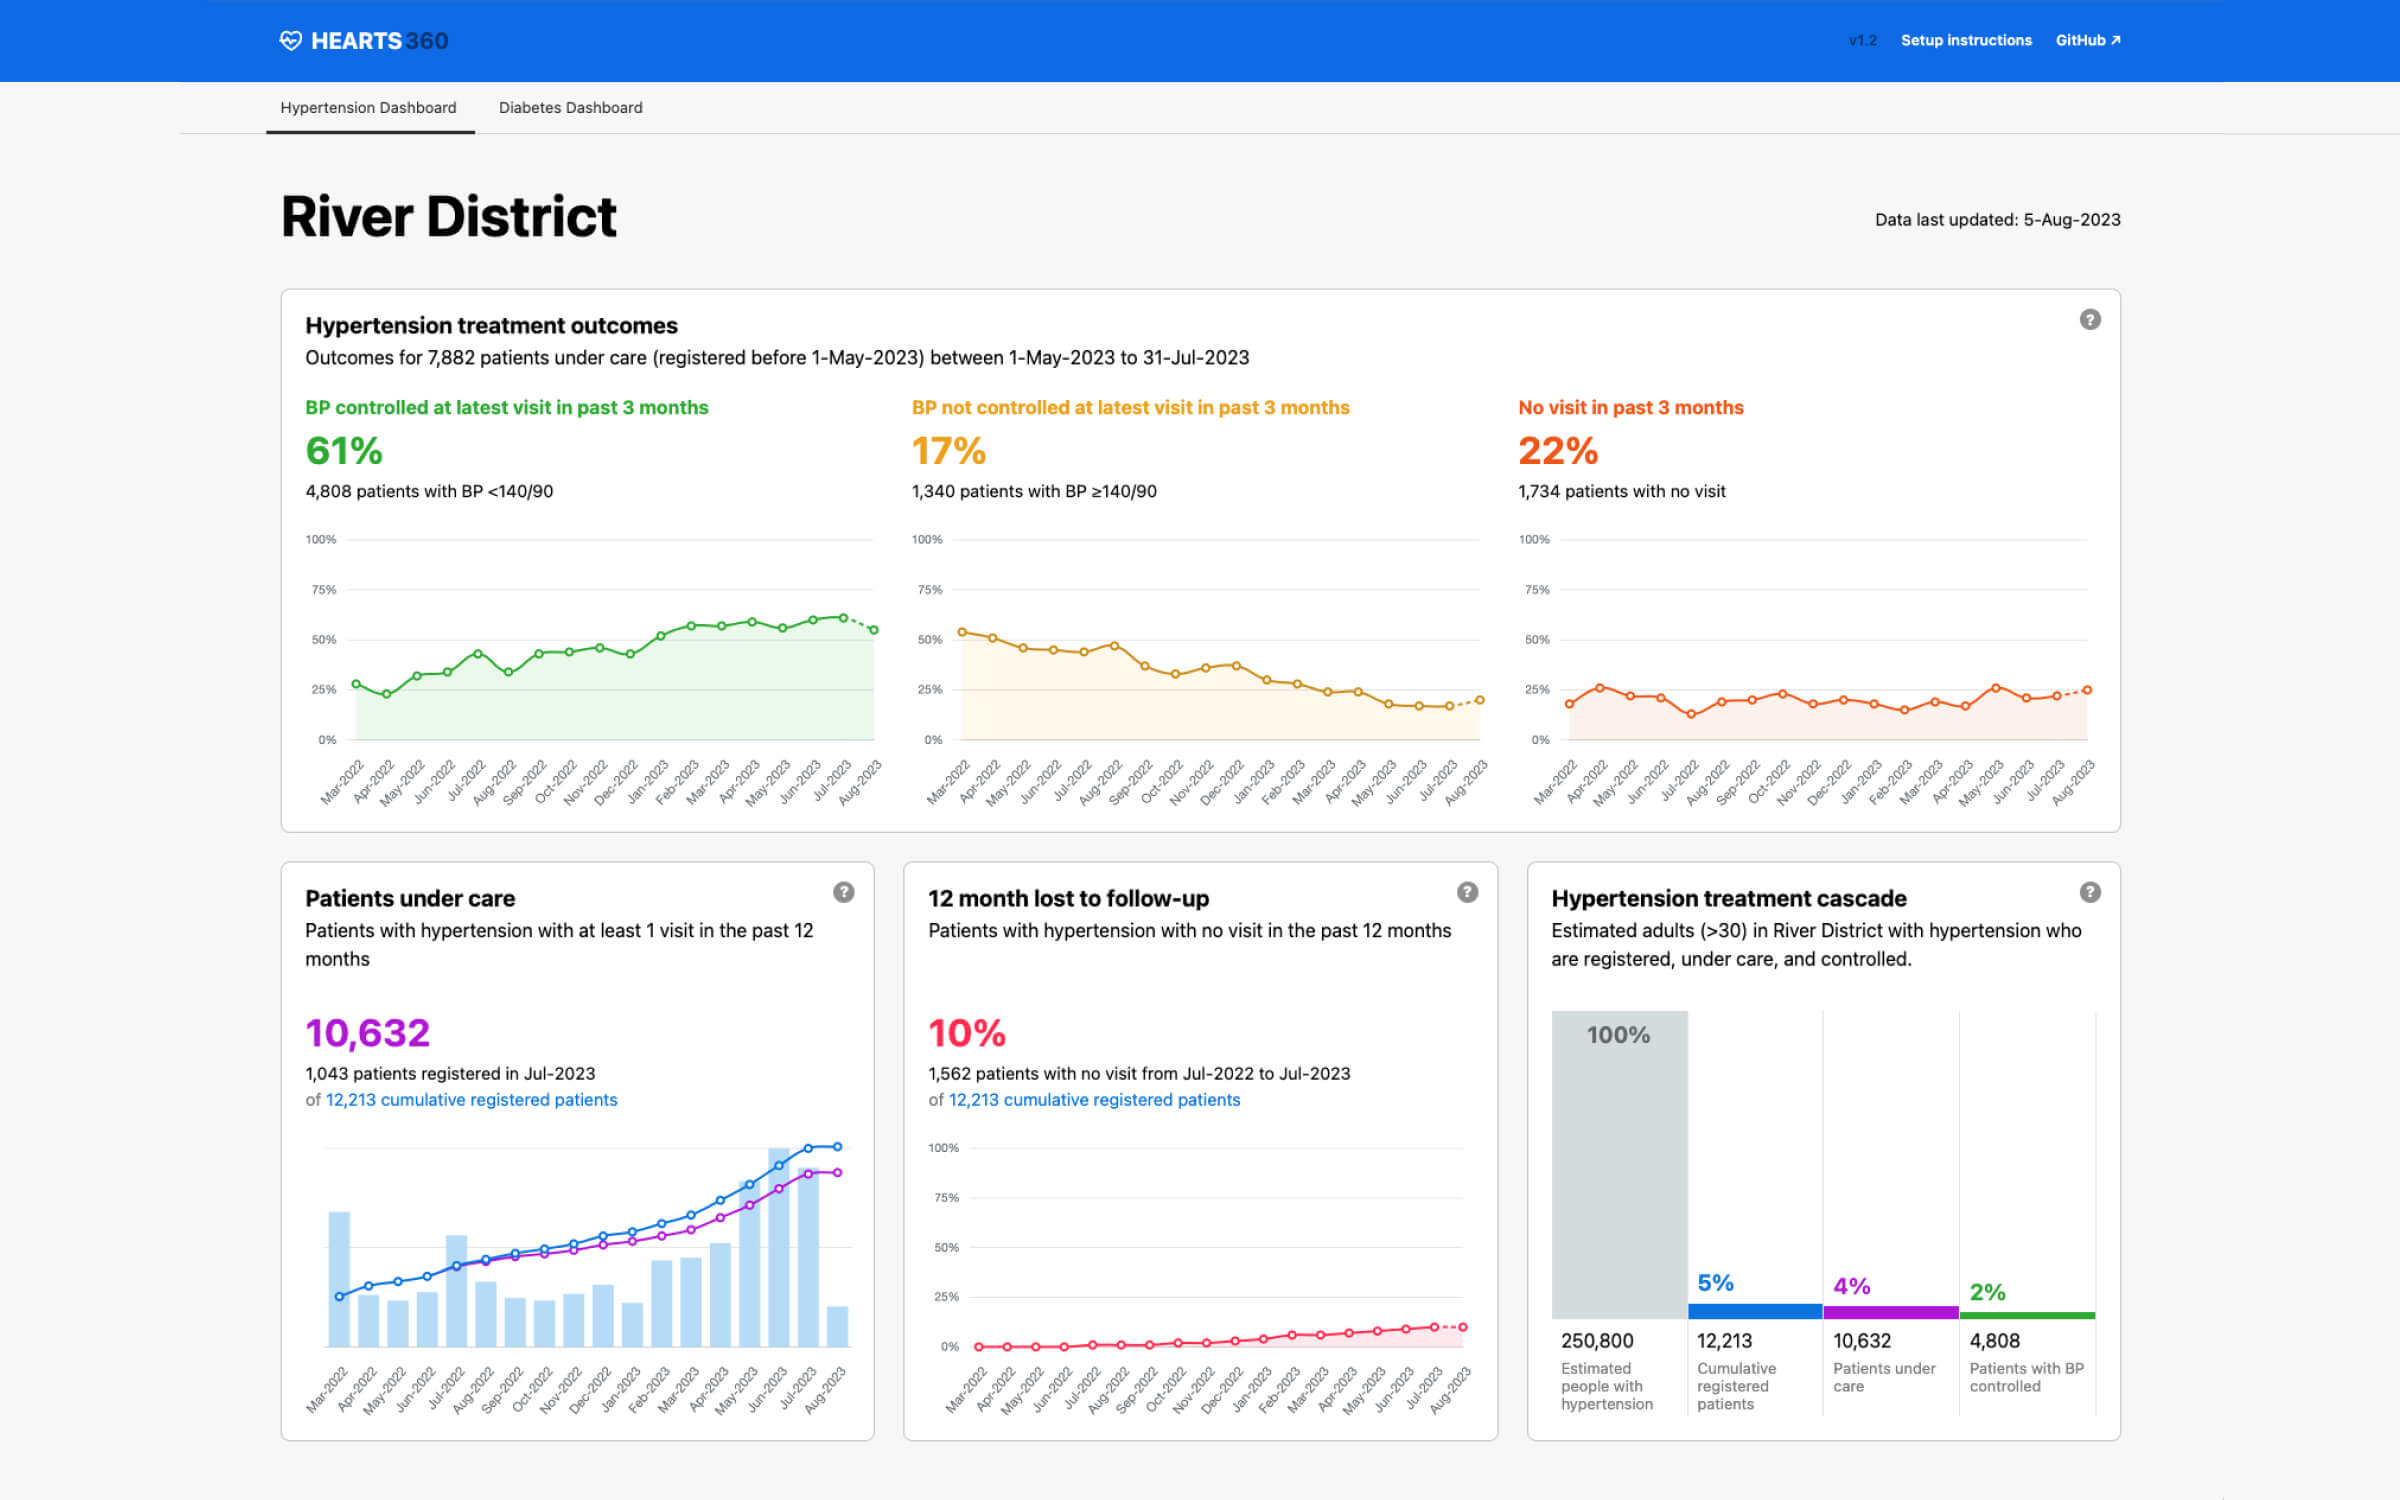 HEARTS360
v1.2 Setup instructions GitHub ↗
Hypertension Dashboard Diabetes Dashboard
River District
Data last updated: 5-Aug-2023
Hypertension treatment outcomes
?
Outcomes for 7,882 patients under care (registered before 1-May-2023) between 1-May-2023 to 31-Jul-2023
BP controlled at latest visit in past 3 months
61%
4,808 patients with BP <140/90
100%
75%
50%
25%
0%
Mar-2022 Apr-2022 May-2022 Jun-2022 Jul-2022 Aug-2022 Sep-2022 Oct-2022 Nov-2022 Dec-2022 Jan-2023 Feb-2023 Mar-2023 Apr-2023 May-2023 Jun-2023 Jul-2023 Aug-2023
BP not controlled at latest visit in past 3 months
17%
1,340 patients with BP ≥140/90
100%
75%
50%
25%
0%
Mar-2022 Apr-2022 May-2022 Jun-2022 Jul-2022 Aug-2022 Sep-2022 Oct-2022 Nov-2022 Dec-2022 Jan-2023 Feb-2023 Mar-2023 Apr-2023 May-2023 Jun-2023 Jul-2023 Aug-2023
No visit in past 3 months
22%
1,734 patients with no visit
100%
75%
50%
25%
0%
Mar-2022 Apr-2022 May-2022 Jun-2022 Jul-2022 Aug-2022 Sep-2022 Oct-2022 Nov-2022 Dec-2022 Jan-2023 Feb-2023 Mar-2023 Apr-2023 May-2023 Jun-2023 Jul-2023 Aug-2023
Patients under care
?
Patients with hypertension with at least 1 visit in the past 12
months
10,632
1,043 patients registered in Jul-2023
of 12,213 cumulative registered patients
Mar-2022 Apr-2022 May-2022 Jun-2022 Jul-2022 Aug-2022 Sep-2022 Oct-2022 Nov-2022 Dec-2022 Jan-2023 Feb-2023 Mar-2023 Apr-2023 May-2023 Jun-2023 Jul-2023 Aug-2023
12 month lost to follow-up
?
Patients with hypertension with no visit in the past 12 months
10%
1,562 patients with no visit from Jul-2022 to Jul-2023
of 12,213 cumulative registered patients
100%
75%
50%
25%
0%
Mar-2022 Apr-2022 May-2022 Jun-2022 Jul-2022 Aug-2022 Sep-2022 Oct-2022 Nov-2022 Dec-2022 Jan-2023 Feb-2023 Mar-2023 Apr-2023 May-2023 Jun-2023 Jul-2023 Aug-2023
Hypertension treatment cascade
?
Estimated adults (>30) in River District with hypertension who
are registered, under care, and controlled.
100%
250,800
Estimated
people with
hypertension
5%
12,213
Cumulative
registered
patients
4%
10,632
Patients under
care
2%
4,808
Patients with BP
controlled